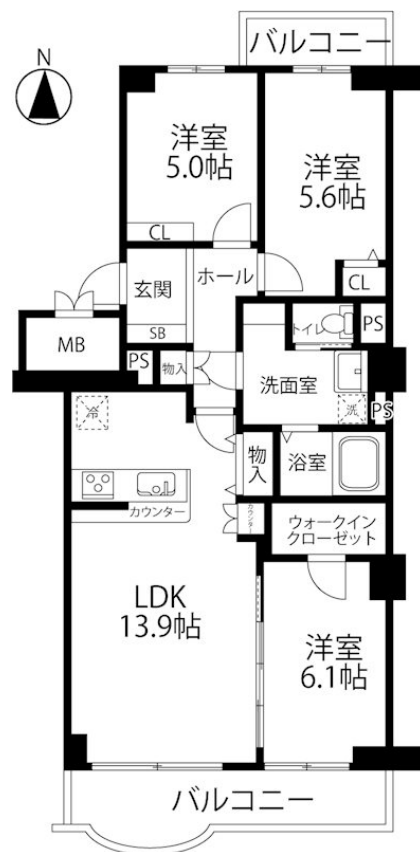 バルコニー
N
洋室
5.0帖
洋室
5.6帖
CL
ホール
玄関
CL
SB
MB
トイレ
PS
PS
物入
洗面室
洗
PS
冷
物入
浴室
カウンター
カウンター
ウォークイン
クローゼット
LDK
13.9帖
洋室
6.1帖
バルコニー